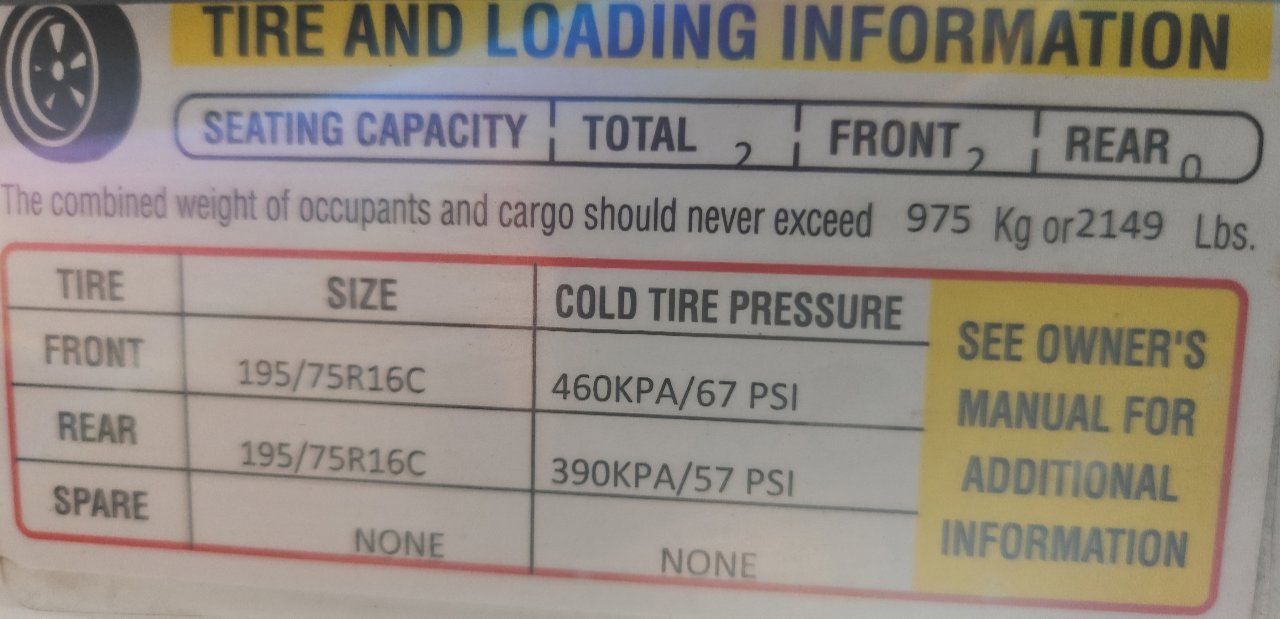 TIRE AND LOADING INFORMATION
SEATING CAPACITY TOTAL 2 FRONT 2 REAR 0
The combined weight of occupants and cargo should never exceed 975 Kg or 2149 Lbs.
TIRE SIZE COLD TIRE PRESSURE
FRONT 195/75R16C 460KPA/67 PSI
REAR 195/75R16C 390KPA/57 PSI
SPARE NONE NONE
SEE OWNER'S
MANUAL FOR
ADDITIONAL
INFORMATION